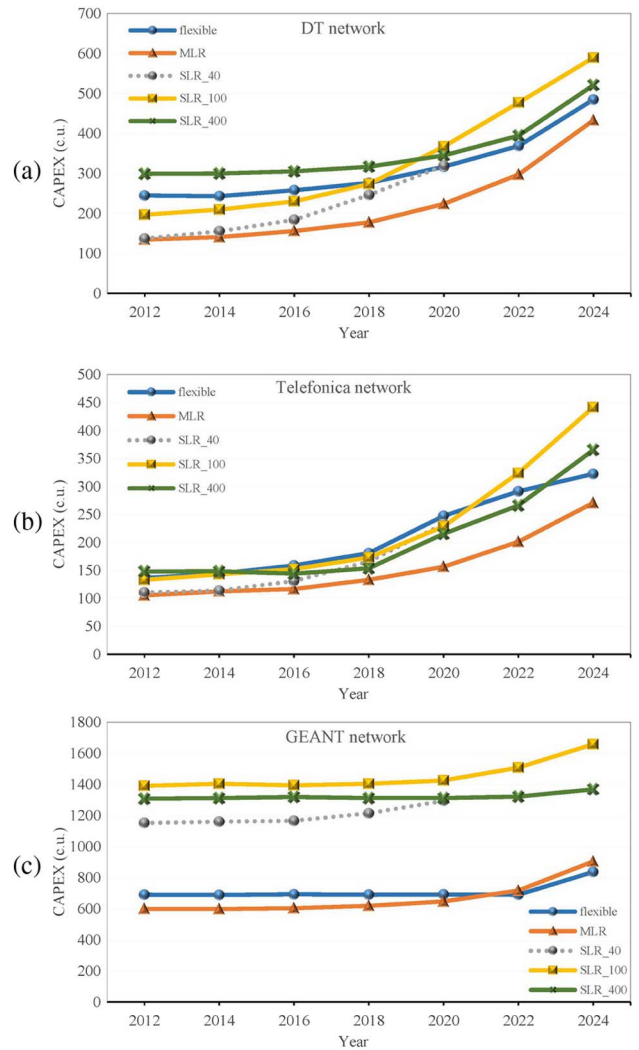 DT network
700
600
500
400
300
200
100
0
CAPEX (c.u.)
flexible
MLR
SLR_40
SLR_100
SLR_400
(a)
2012 2014 2016 2018 2020 2022 2024
Year
Telefonica network
500
450
400
350
300
250
200
150
100
50
0
CAPEX (c.u.)
flexible
MLR
SLR_40
SLR_100
SLR_400
(b)
2012 2014 2016 2018 2020 2022 2024
Year
GEANT network
1800
1600
1400
1200
1000
800
600
400
200
0
CAPEX (c.u.)
(c)
flexible
MLR
SLR_40
SLR_100
SLR_400
2012 2014 2016 2018 2020 2022 2024
Year